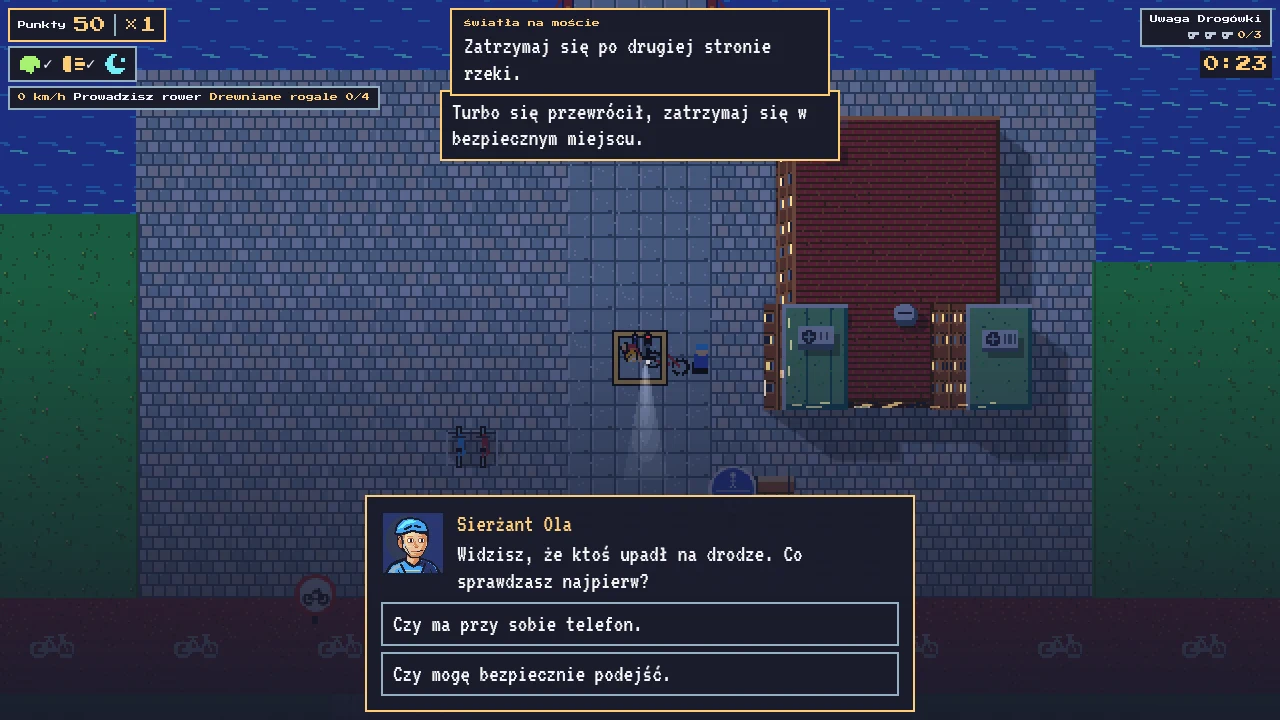 Punkty 50 ×1
0 km/h Prowadzisz rower Drewniane rogale 0/4
światła na moście
Zatrzymaj się po drugiej stronie
rzeki.
Turbo się przewrócił, zatrzymaj się w
bezpiecznym miejscu.
Uwaga Drogówki
0/3
0:23
Sierżant Ola
Widzisz, że ktoś upadł na drodze. Co
sprawdzasz najpierw?
Czy ma przy sobie telefon.
Czy mogę bezpiecznie podejść.